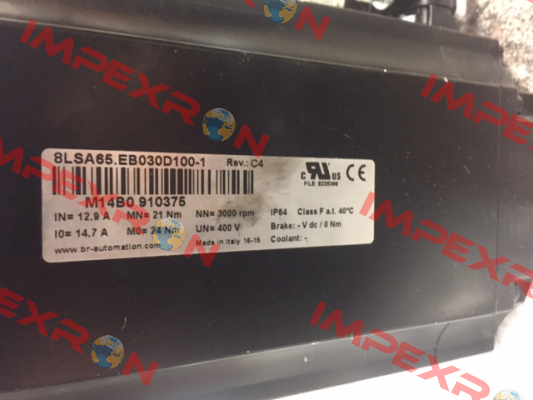 IMPEXRON
8LSA65.EB030D100-1 Rev.: C4
M14B0 910375
IN= 12,9 A MN= 21 Nm NN= 3000 rpm IP64 Class F a.t. 40°C
I0= 14,7 A M0= 24 Nm UN= 400 V Brake: - V dc / 0 Nm
www.br-automation.com Made in Italy 16-15 Coolant: -
C RU US
IMPEXRON
IMPEXRON
IMPEXRON
IMPEXRON